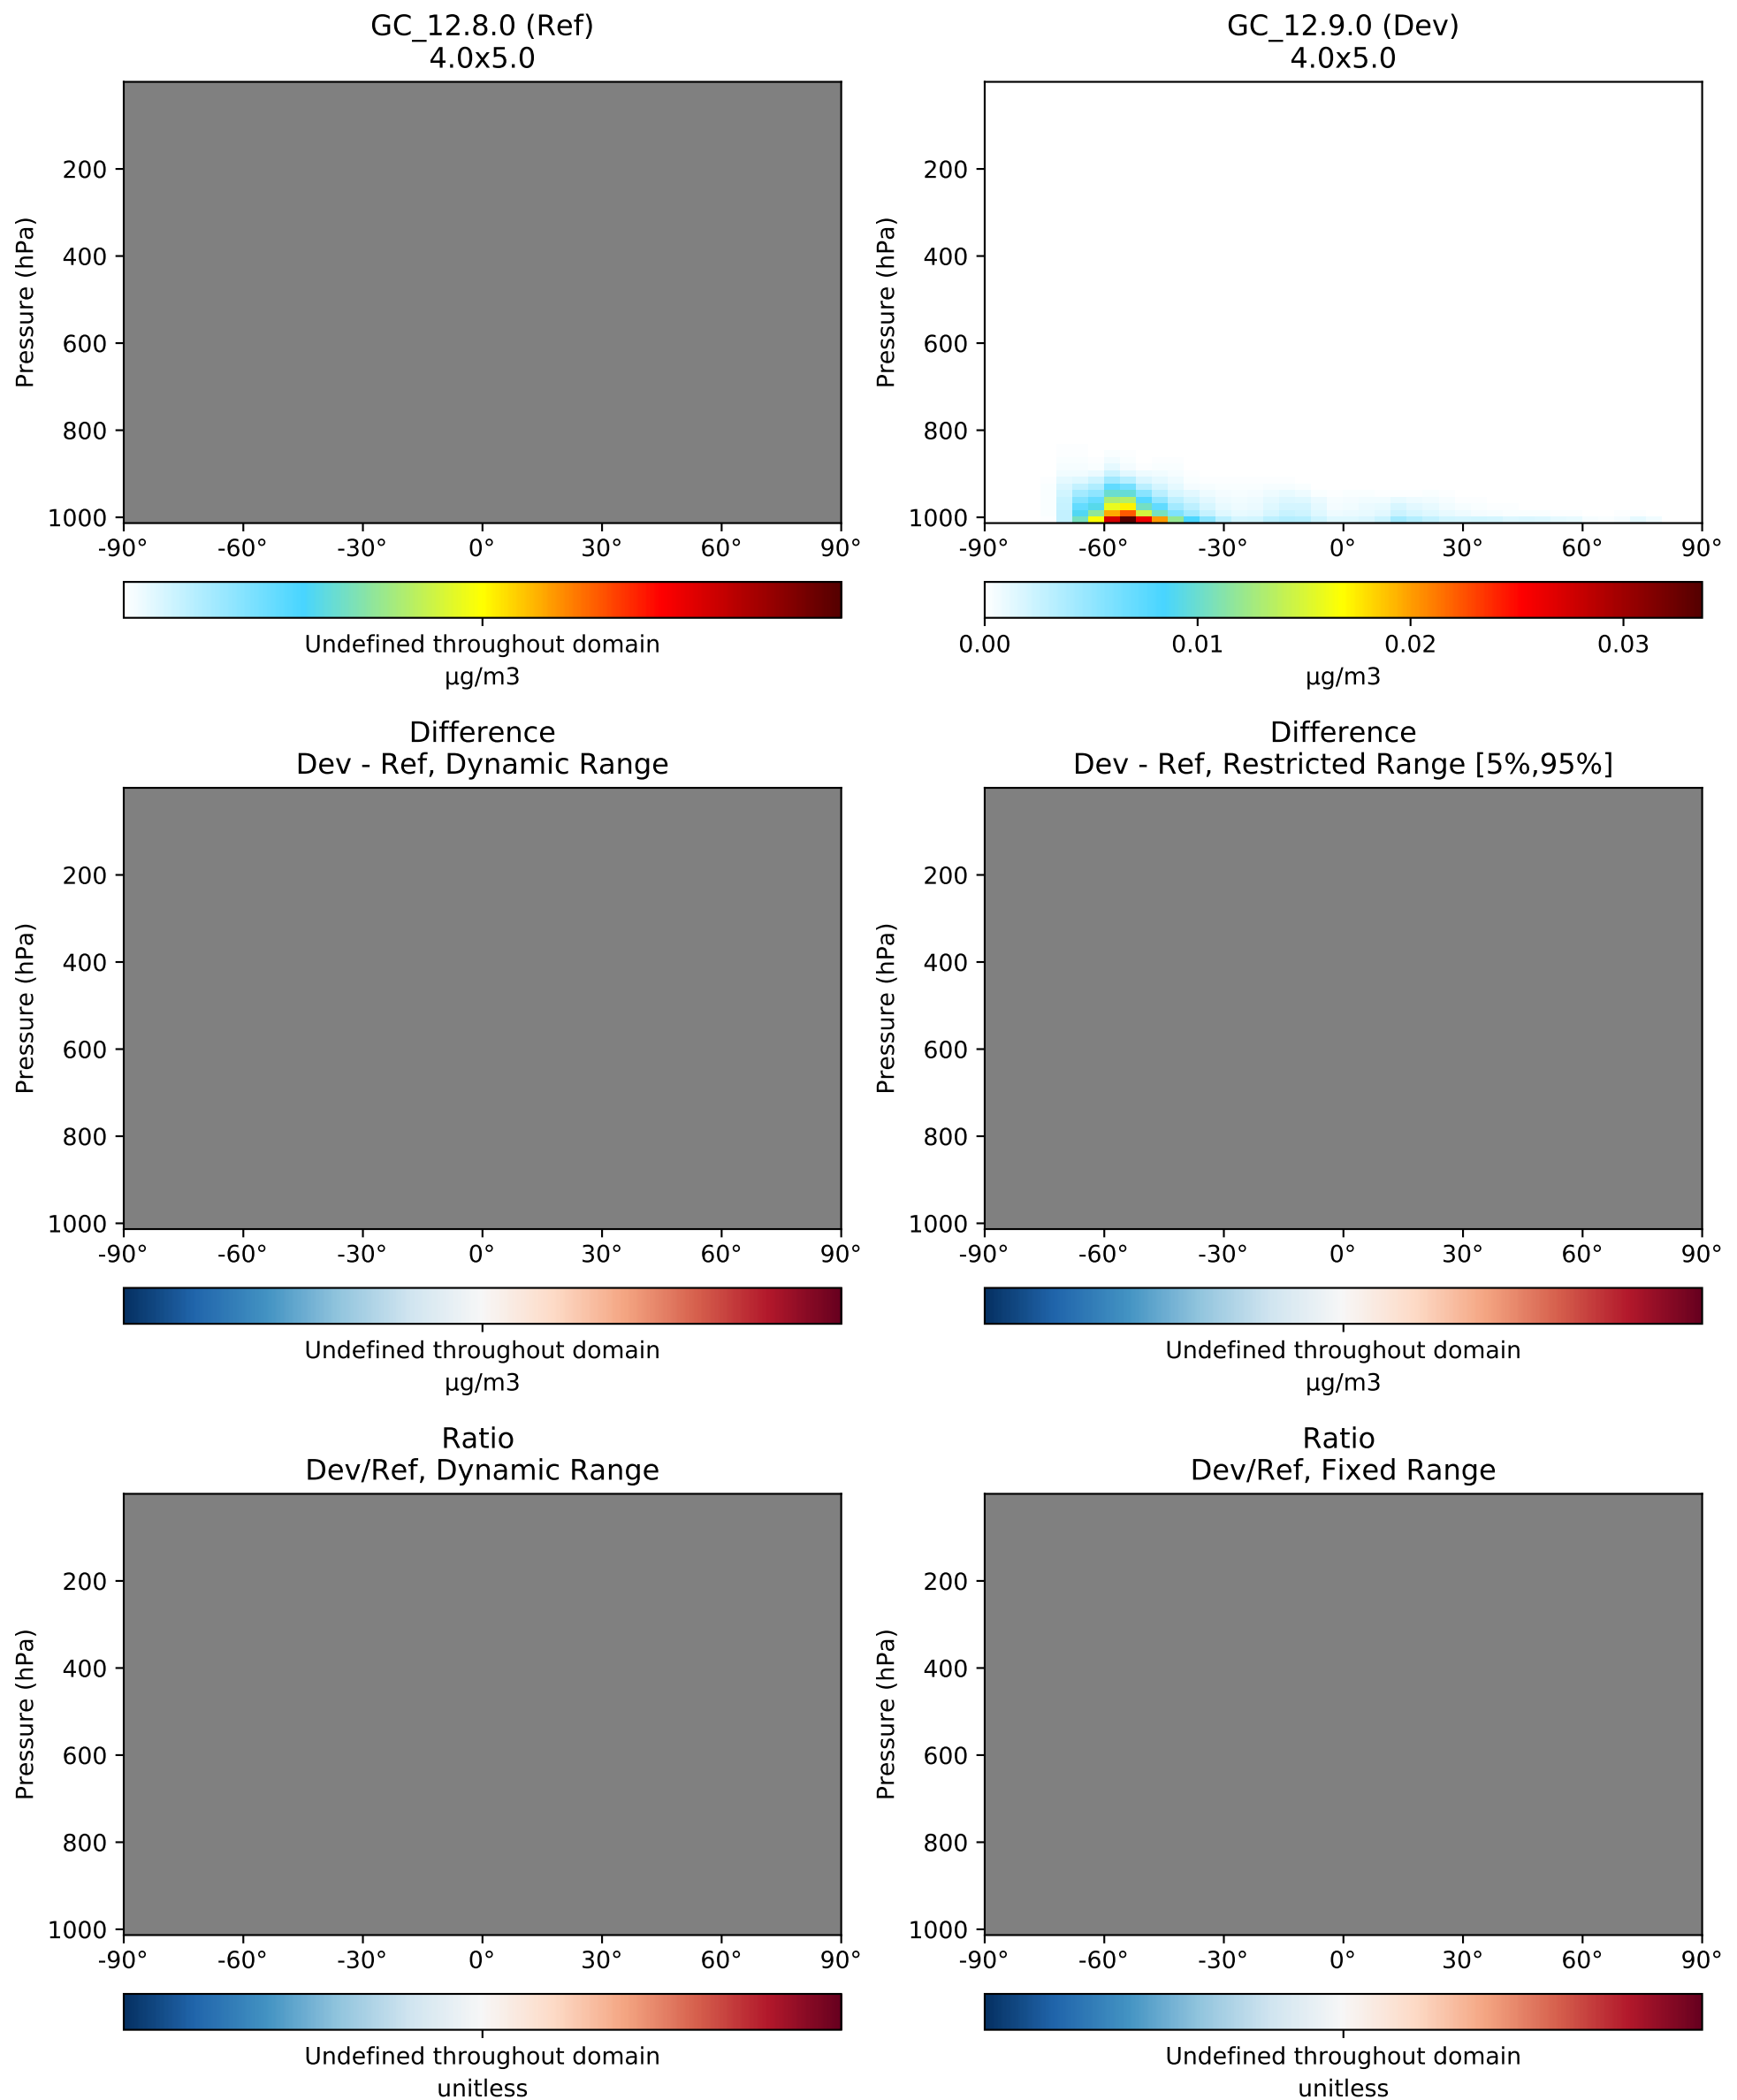 GC_12.8.0 (Ref)
4.0x5.0
Pressure (hPa)
200
400
600
800
1000
-90° -60° -30° 0° 30° 60° 90°
Undefined throughout domain
μg/m3
GC_12.9.0 (Dev)
4.0x5.0
Pressure (hPa)
200
400
600
800
1000
-90° -60° -30° 0° 30° 60° 90°
0.00 0.01 0.02 0.03
μg/m3
Difference
Dev - Ref, Dynamic Range
Pressure (hPa)
200
400
600
800
1000
-90° -60° -30° 0° 30° 60° 90°
Undefined throughout domain
μg/m3
Difference
Dev - Ref, Restricted Range [5%,95%]
Pressure (hPa)
200
400
600
800
1000
-90° -60° -30° 0° 30° 60° 90°
Undefined throughout domain
μg/m3
Ratio
Dev/Ref, Dynamic Range
Pressure (hPa)
200
400
600
800
1000
-90° -60° -30° 0° 30° 60° 90°
Undefined throughout domain
unitless
Ratio
Dev/Ref, Fixed Range
Pressure (hPa)
200
400
600
800
1000
-90° -60° -30° 0° 30° 60° 90°
Undefined throughout domain
unitless